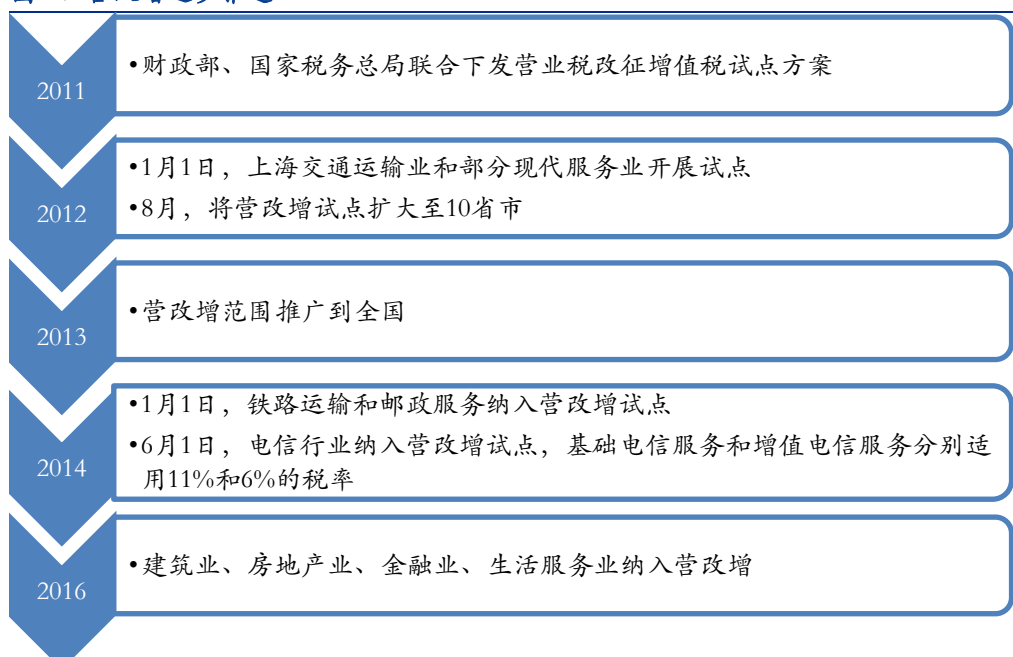 2011
•财政部、国家税务总局联合下发营业税改征增值税试点方案
2012
•1月1日，上海交通运输业和部分现代服务业开展试点
•8月，将营改增试点扩大至10省市
2013
•营改增范围推广到全国
2014
•1月1日，铁路运输和邮政服务纳入营改增试点
•6月1日，电信行业纳入营改增试点，基础电信服务和增值电信服务分别适
用11%和6%的税率
2016
•建筑业、房地产业、金融业、生活服务业纳入营改增